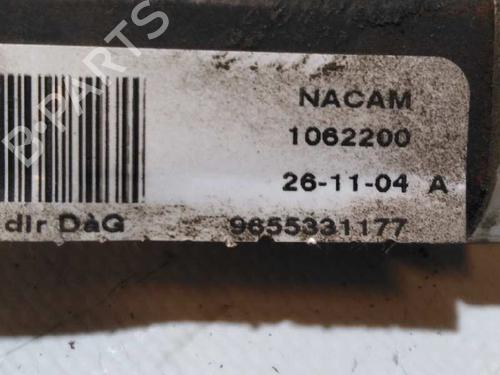 B-PARTS
NACAM
1062200
26-11-04 A
dir DàG
9655331177